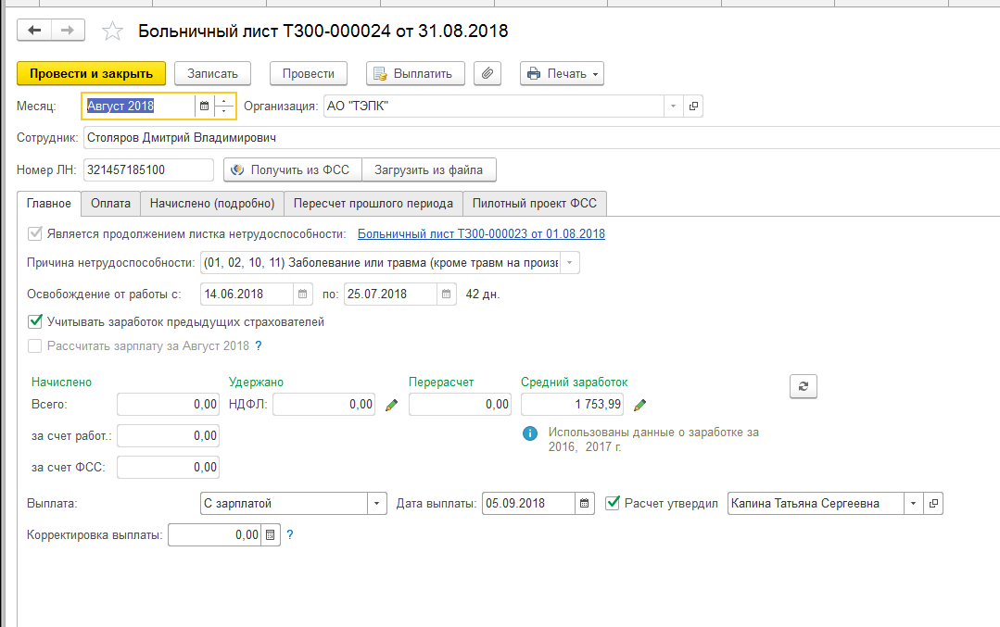 Больничный лист ТЗ00-000024 от 31.08.2018
Провести и закрыть Записать Провести Выплатить Печать
Месяц: Август 2018 Организация: АО "ТЭПК"
Сотрудник: Столяров Дмитрий Владимирович
Номер ЛН: 321457185100 Получить из ФСС Загрузить из файла
Главное Оплата Начислено (подробно) Пересчет прошлого периода Пилотный проект ФСС
Является продолжением листка нетрудоспособности: Больничный лист ТЗ00-000023 от 01.08.2018
Причина нетрудоспособности: (01, 02, 10, 11) Заболевание или травма (кроме травм на произв
Освобождение от работы с: 14.06.2018 по: 25.07.2018 42 дн.
Учитывать заработок предыдущих страхователей
Рассчитать зарплату за Август 2018 ?
Начислено Удержано Перерасчет Средний заработок
Всего: 0,00 НДФЛ: 0,00 0,00 1 753,99
за счет работ.: 0,00 Использованы данные о заработке за
2016, 2017 г.
за счет ФСС: 0,00
Выплата: С зарплатой Дата выплаты: 05.09.2018 Расчет утвердил Капина Татьяна Сергеевна
Корректировка выплаты: 0,00 ?